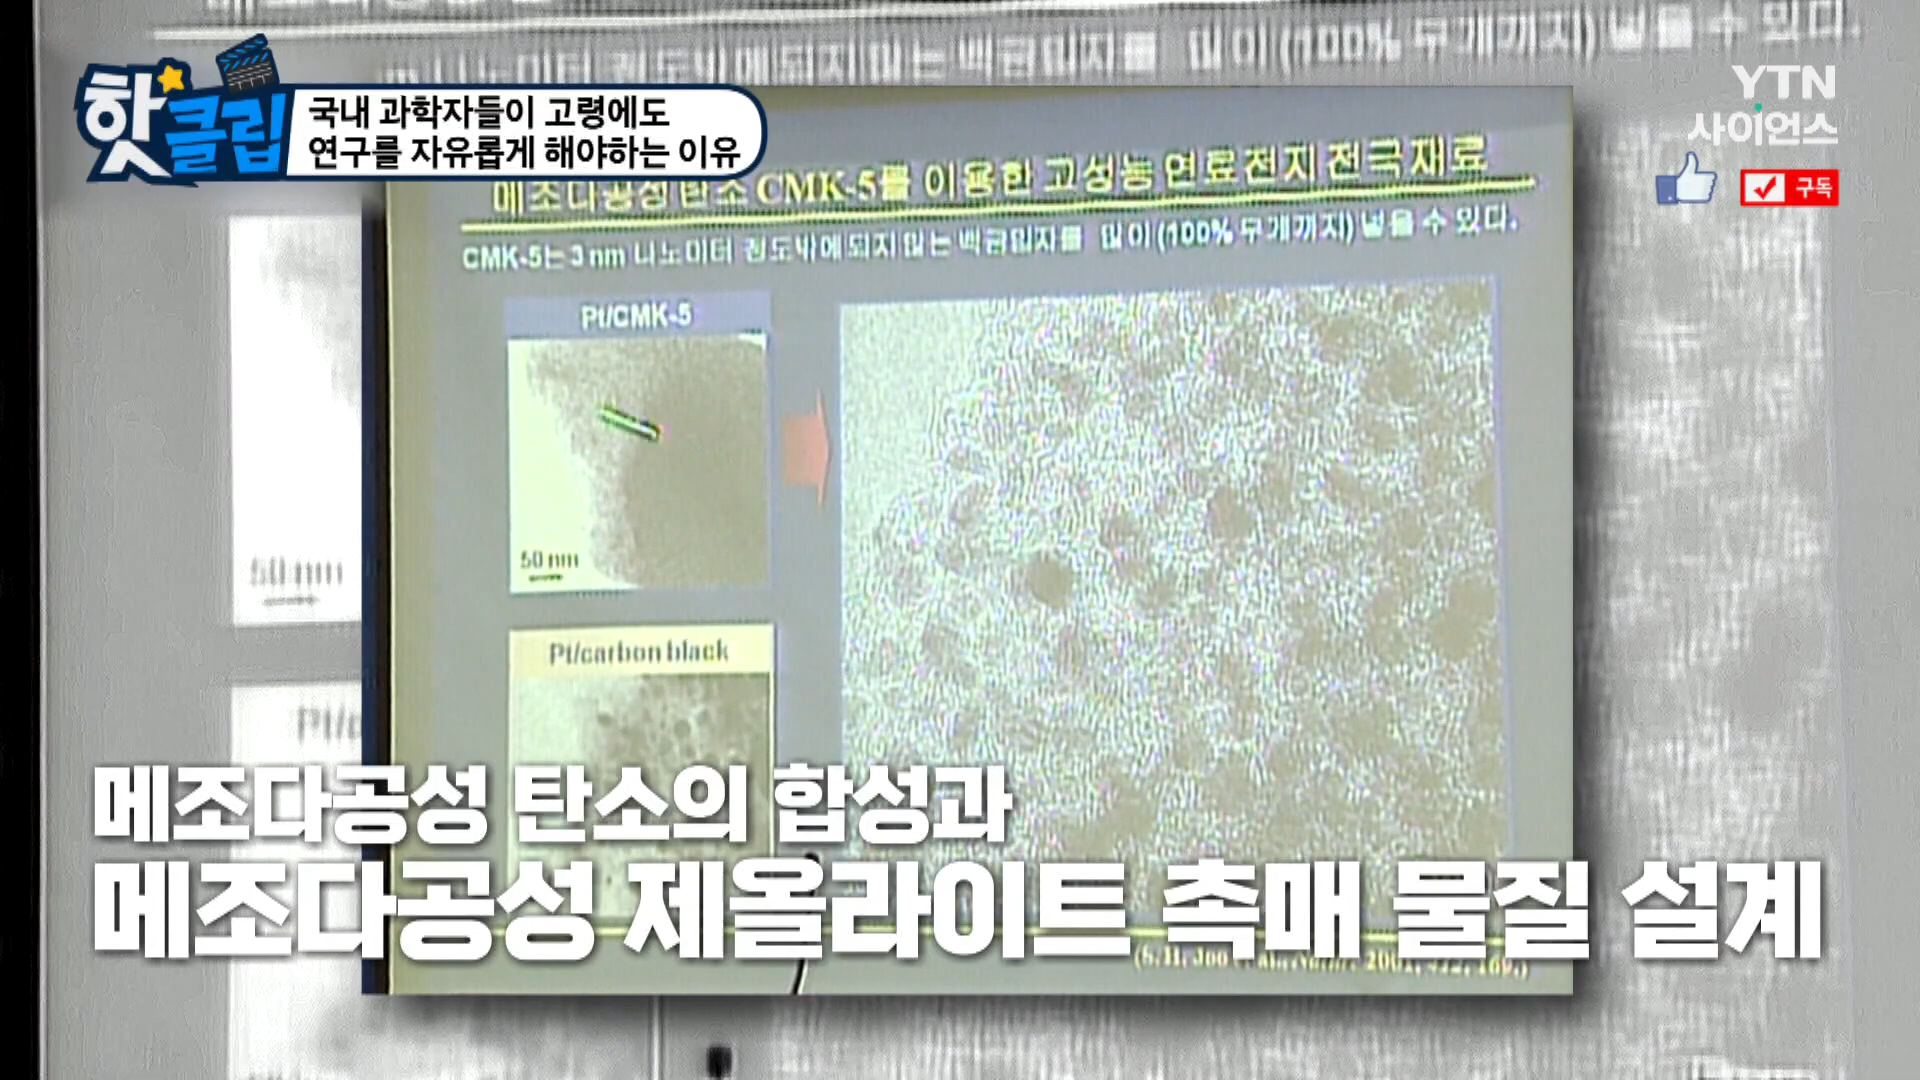 핫클립
국내 과학자들이 고령에도
연구를 자유롭게 해야하는 이유
YTN
사이언스
구독
메조다공성 탄소 CMK-5를 이용한 고성능 연료전지 전극재료
CMK-5는 3 nm 나노미터 정도밖에 되지 않는 백금입자를 많이 (100% 무게까지) 넣을 수 있다.
Pt/CMK-5
50 nm
Pt/carbon black
메조다공성 탄소의 합성과
메조다공성 제올라이트 촉매 물질 설계
2001,
50 nm